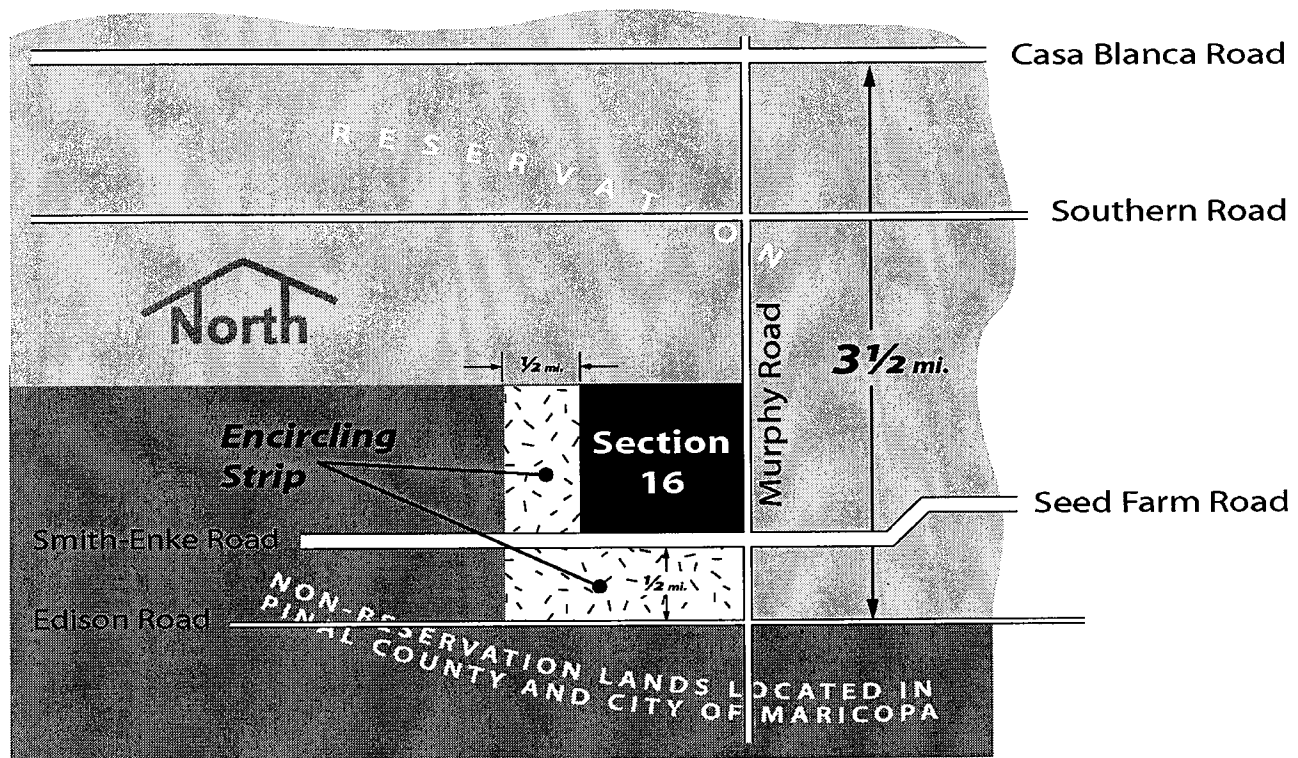 Casa Blanca Road
RESERVATION
Southern Road
North
½ mi.
Murphy Road
3½ mi.
Encircling
Strip
Section
16
Seed Farm Road
Smith-Enke Road
½ mi.
Edison Road
NON-RESERVATION LANDS LOCATED IN
PINAL COUNTY AND CITY OF MARICOPA